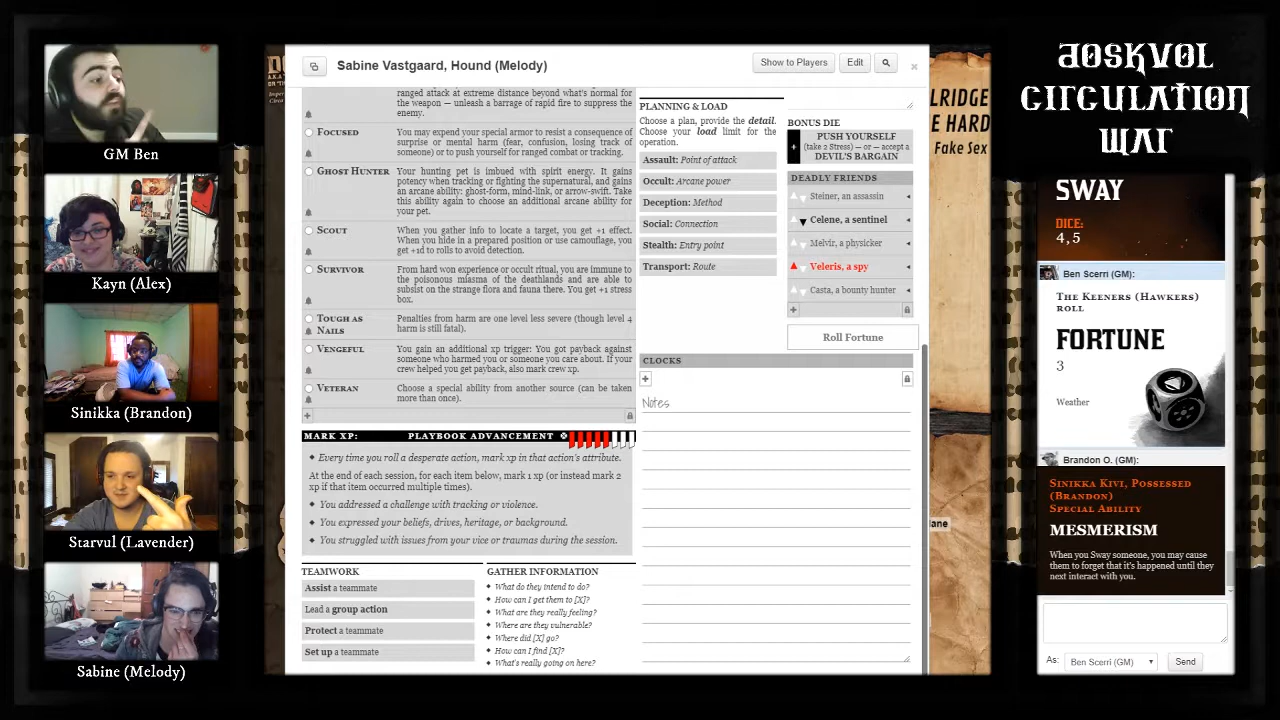 GM Ben
Kayn (Alex)
Sinikka (Brandon)
Starvul (Lavender)
Sabine (Melody)
Sabine Vastgaard, Hound (Melody)
Show to Players
Edit
ranged attack at extreme distance beyond what's normal for
the weapon — unleash a barrage of rapid fire to suppress the
enemy.
Focused
You may expend your special armor to resist a consequence of
surprise or mental harm (fear, confusion, losing track of
someone) or to push yourself for ranged combat or tracking.
Ghost Hunter
Your hunting pet is imbued with spirit energy. It gains
potency when tracking or fighting the supernatural, and gains
an arcane ability: ghost-form, mind-link, or arrow-swift. Take
this ability again to choose an additional arcane ability for
your pet.
Scout
When you gather info to locate a target, you get +1 effect.
When you hide in a prepared position or use camouflage, you
get +1d to rolls to avoid detection.
Survivor
From hard won experience or occult ritual, you are immune to
the poisonous miasma of the deathlands and are able to
subsist on the strange flora and fauna there. You get +1 stress
box.
Tough as
Nails
Penalties from harm are one level less severe (though level 4
harm is still fatal).
Vengeful
You gain an additional xp trigger: You got payback against
someone who harmed you or someone you care about. If your
crew helped you get payback, also mark crew xp.
Veteran
Choose a special ability from another source (can be taken
more than once).
MARK XP: PLAYBOOK ADVANCEMENT
Every time you roll a desperate action, mark xp in that action's attribute.
At the end of each session, for each item below, mark 1 xp (or instead mark 2
xp if that item occurred multiple times).
You addressed a challenge with tracking or violence.
You expressed your beliefs, drives, heritage, or background.
You struggled with issues from your vice or traumas during the session.
TEAMWORK
Assist a teammate
Lead a group action
Protect a teammate
Set up a teammate
GATHER INFORMATION
What do they intend to do?
How can I get them to [X]?
What are they really feeling?
Where are they vulnerable?
Where did [X] go?
How can I find [X]?
What's really going on here?
PLANNING & LOAD
Choose a plan, provide the detail.
Choose your load limit for the
operation.
Assault: Point of attack
Occult: Arcane power
Deception: Method
Social: Connection
Stealth: Entry point
Transport: Route
BONUS DIE
PUSH YOURSELF
(take 2 Stress) — or — accept a
DEVIL'S BARGAIN
DEADLY FRIENDS
Steiner, an assassin
Celene, a sentinel
Melvir, a physicker
Veleris, a spy
Casta, a bounty hunter
Roll Fortune
CLOCKS
Notes
LRIDGE
E HARD
Fake Sex
lane
DOSKVOL
CIRCULATION
WAR
SWAY
DICE:
4,5
Ben Scerri (GM):
The Keeners (Hawkers)
roll
FORTUNE
3
Weather
Brandon O. (GM):
Sinikka Kivi, Possessed
(Brandon)
Special Ability
MESMERISM
When you Sway someone, you may cause
them to forget that it's happened until they
next interact with you.
As: Ben Scerri (GM)
Send